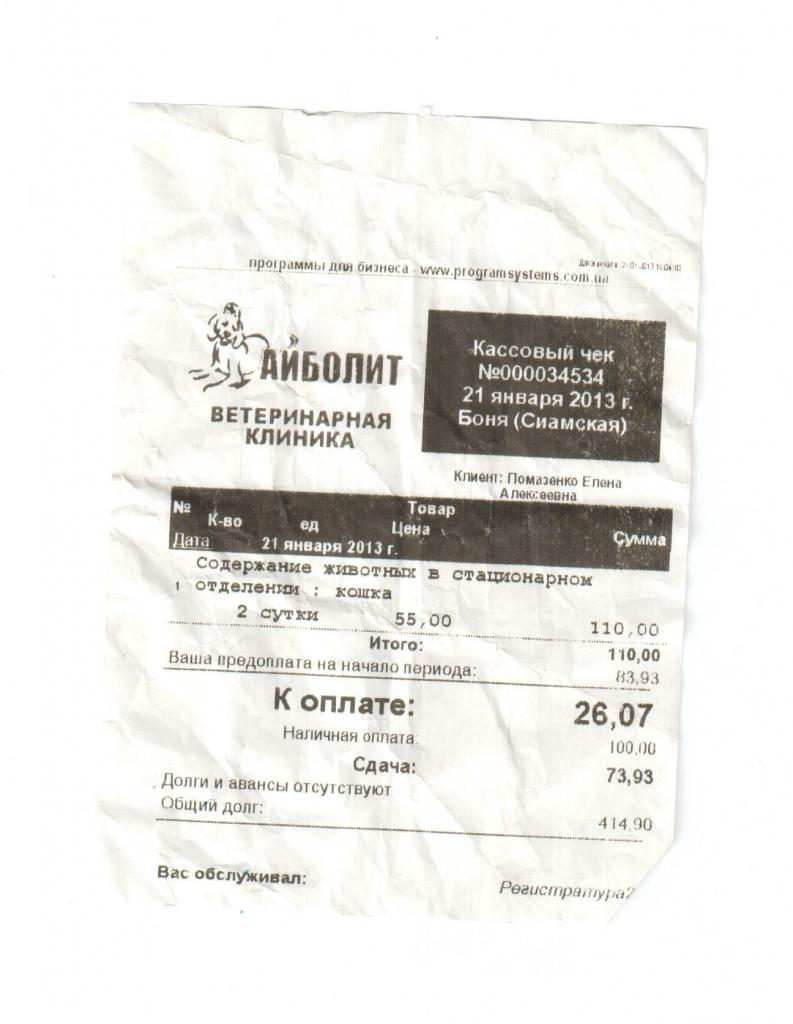 программы для бизнеса - www.programsystems.com.ua
АЙБОЛИТ
ВЕТЕРИНАРНАЯ
КЛИНИКА
Кассовый чек
№000034534
21 января 2013 г.
Боня (Сиамская)
Клиент: Помазенко Елена
Алексеевна
№ Товар
К-во ед Цена Сумма
Дата: 21 января 2013 г.
Содержание животных в стационарном
1 отделении : кошка
2 сутки 55,00 110,00
Итого: 110,00
Ваша предоплата на начало периода: 83,93
К оплате: 26,07
Наличная оплата: 100,00
Сдача: 73,93
Долги и авансы отсутствуют
Общий долг: 414,90
Вас обслуживал: Регистратура2